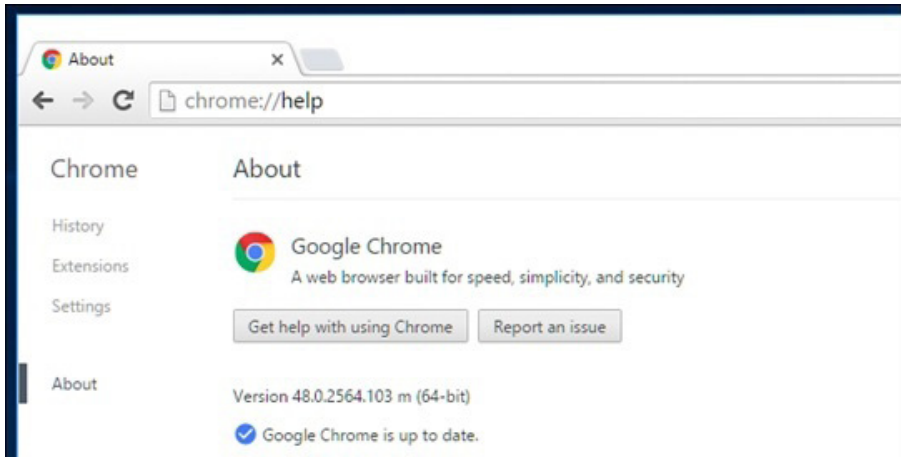 About
chrome://help
Chrome
About
History
Extensions
Settings
About
Google Chrome
A web browser built for speed, simplicity, and security
Get help with using Chrome
Report an issue
Version 48.0.2564.103 m (64-bit)
Google Chrome is up to date.